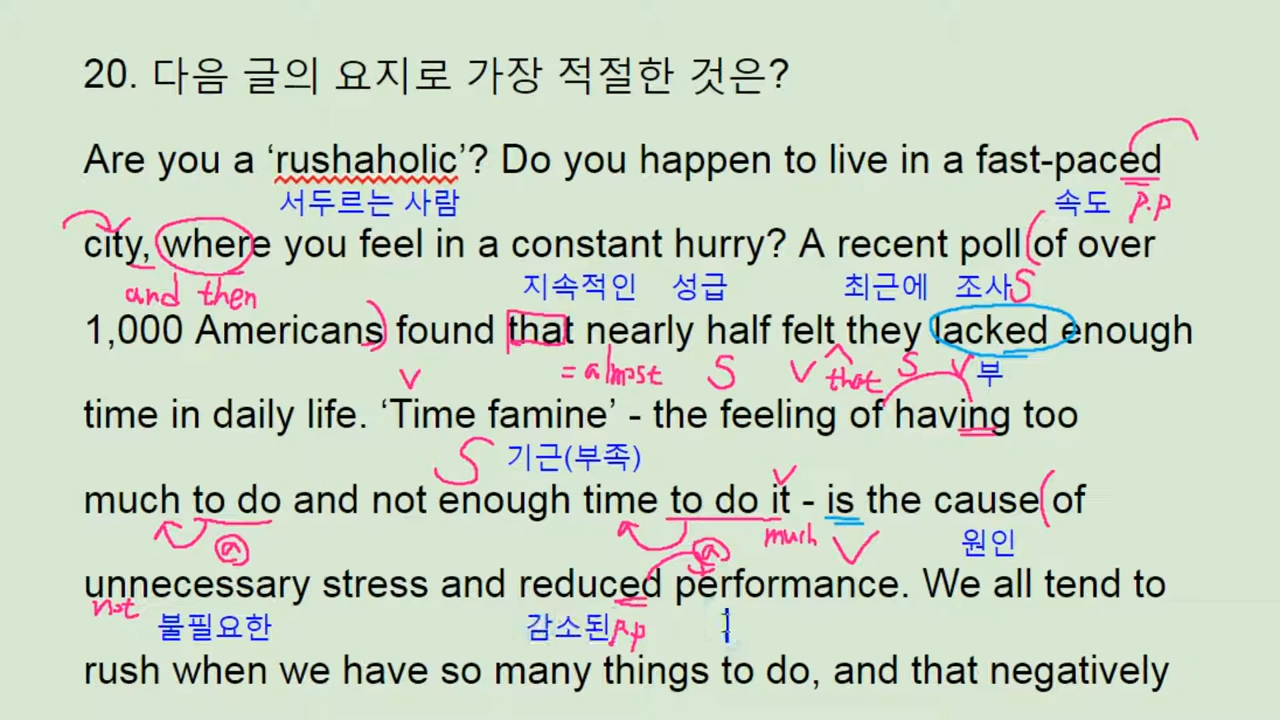 20. 다음 글의 요지로 가장 적절한 것은?
Are you a ‘rushaholic’? Do you happen to live in a fast-paced
서두르는 사람 속도 p.p
city, where you feel in a constant hurry? A recent poll (of over
and then 지속적인 성급 최근에 조사 S
1,000 Americans) found that nearly half felt they lacked enough
v = almost S v that S v 부
time in daily life. ‘Time famine’ - the feeling of having too
S 기근(부족) v
much to do and not enough time to do it - is the cause (of
ⓐ ⓐ much v 원인
unnecessary stress and reduced performance. We all tend to
not 불필요한 감소된 p.p
rush when we have so many things to do, and that negatively